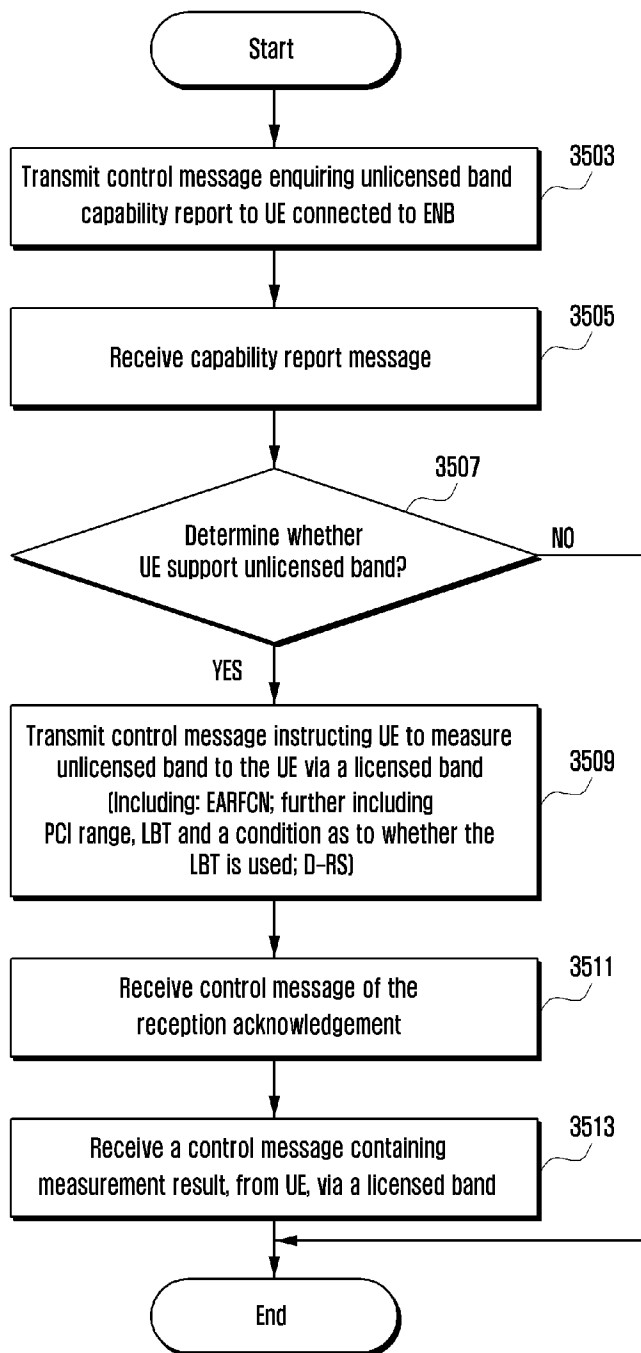 Start
3503
Transmit control message enquiring unlicensed band
capability report to UE connected to ENB
3505
Receive capability report message
3507
Determine whether
UE support unlicensed band?
NO
YES
Transmit control message instructing UE to measure
unlicensed band to the UE via a licensed band
(Including: EARFCN; further including
PCI range, LBT and a condition as to whether the
LBT is used; D-RS)
3509
3511
Receive control message of the
reception acknowledgement
3513
Receive a control message containing
measurement result, from UE, via a licensed band
End